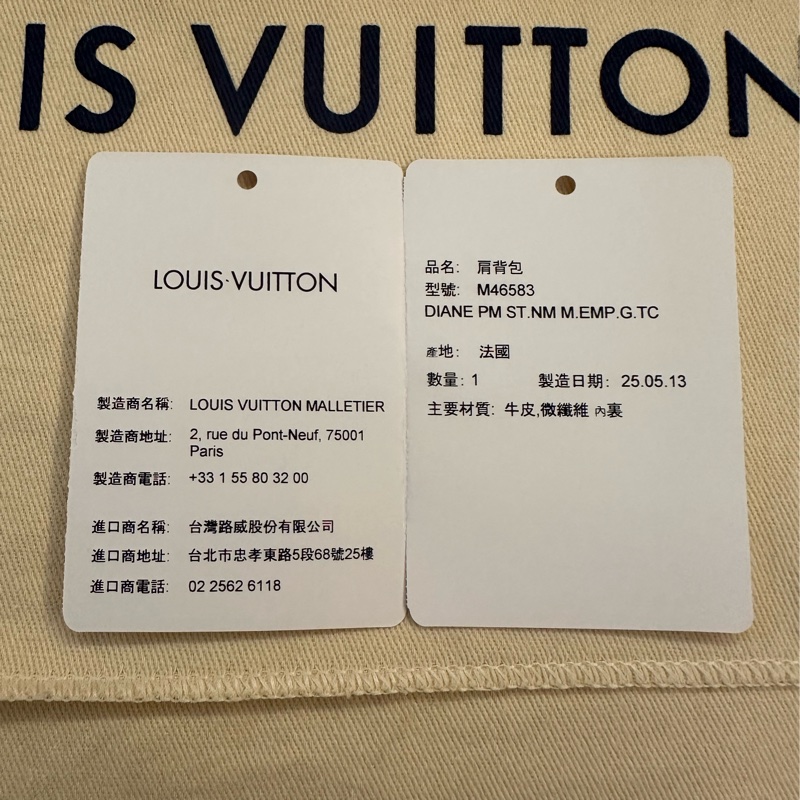 IS VUITTON
LOUIS·VUITTON
製造商名稱: LOUIS VUITTON MALLETIER
製造商地址: 2, rue du Pont-Neuf, 75001
Paris
製造商電話: +33 1 55 80 32 00
進口商名稱: 台灣路威股份有限公司
進口商地址: 台北市忠孝東路5段68號25樓
進口商電話: 02 2562 6118
品名: 肩背包
型號: M46583
DIANE PM ST.NM M.EMP.G.TC
產地: 法國
數量: 1 製造日期: 25.05.13
主要材質: 牛皮,微纖維 內裏